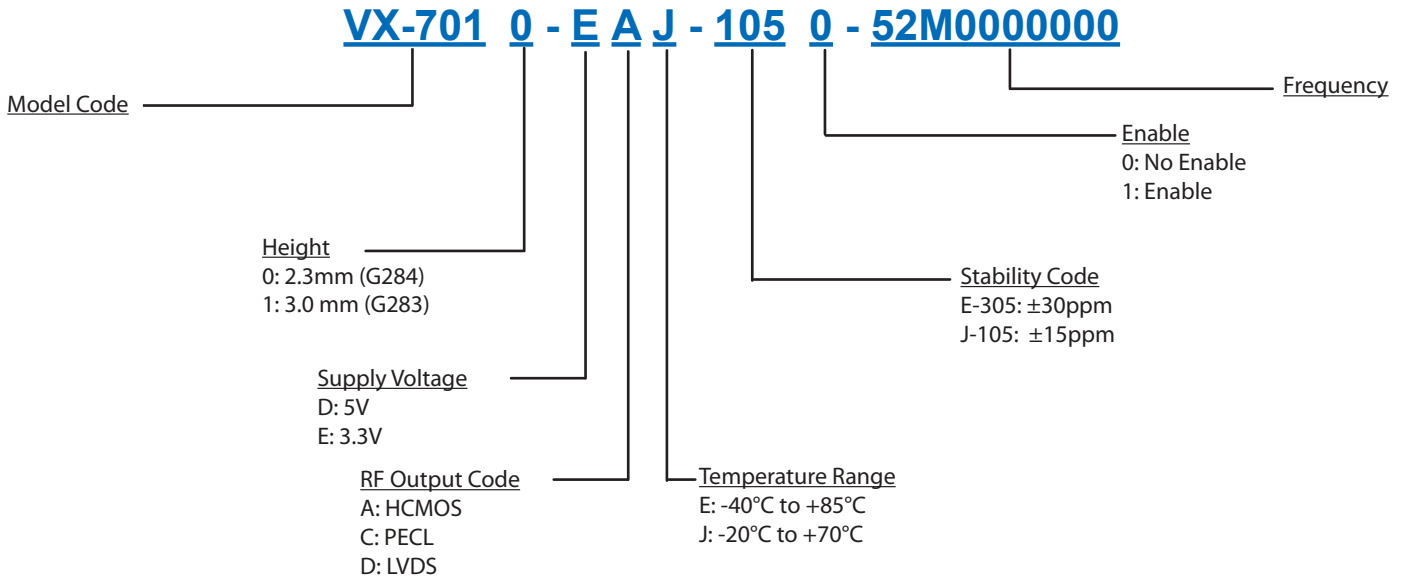 VX-701 0 - E A J - 105 0 - 52M0000000
Model Code
Frequency
Enable
0: No Enable
1: Enable
Height
0: 2.3mm (G284)
1: 3.0 mm (G283)
Stability Code
E-305: ±30ppm
J-105: ±15ppm
Supply Voltage
D: 5V
E: 3.3V
RF Output Code
A: HCMOS
C: PECL
D: LVDS
Temperature Range
E: -40°C to +85°C
J: -20°C to +70°C